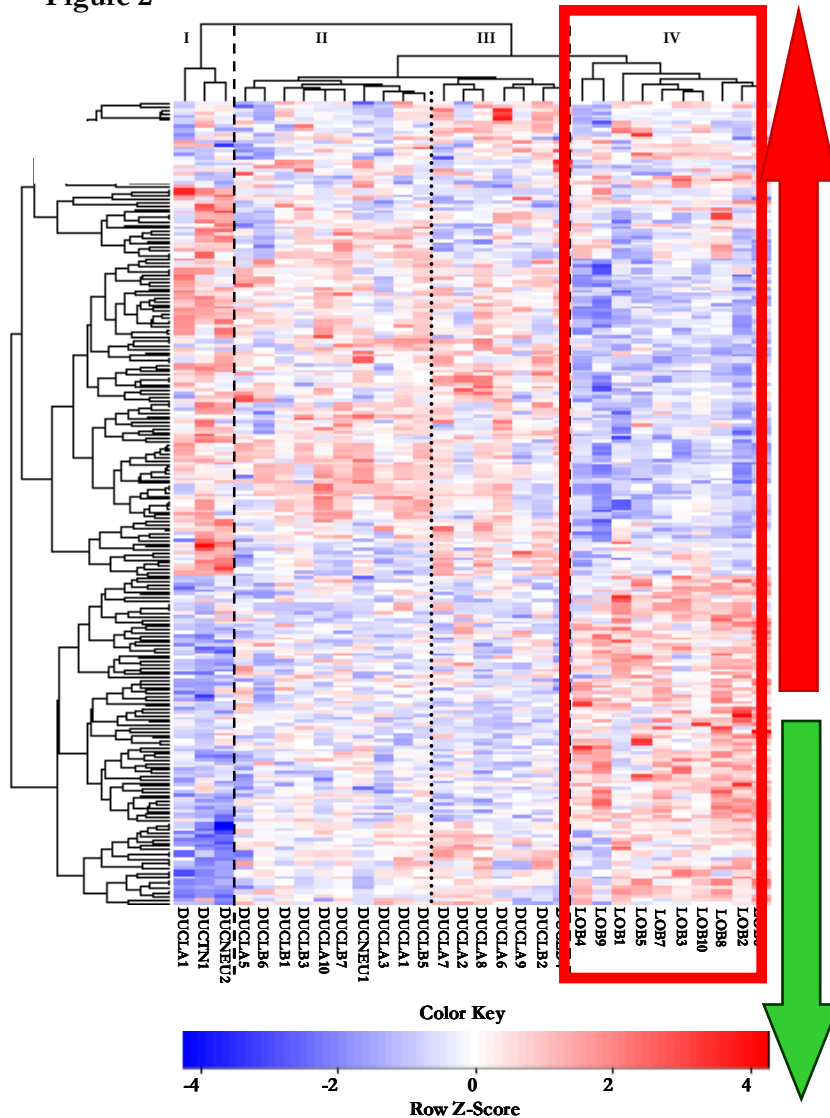 Figure 2
I II III IV
DUCLA1
DUCTN1
DUCNEU2
DUCLA5
DUCLB6
DUCLB1
DUCLB3
DUCLA10
DUCLB7
DUCNEU1
DUCLA3
DUCLA1
DUCLB5
DUCLA7
DUCLA2
DUCLA8
DUCLA6
DUCLA9
DUCLB2
LOB4
LOB9
LOB1
LOB5
LOB7
LOB3
LOB10
LOB8
LOB2
Color Key
-4 -2 0 2 4
Row Z-Score